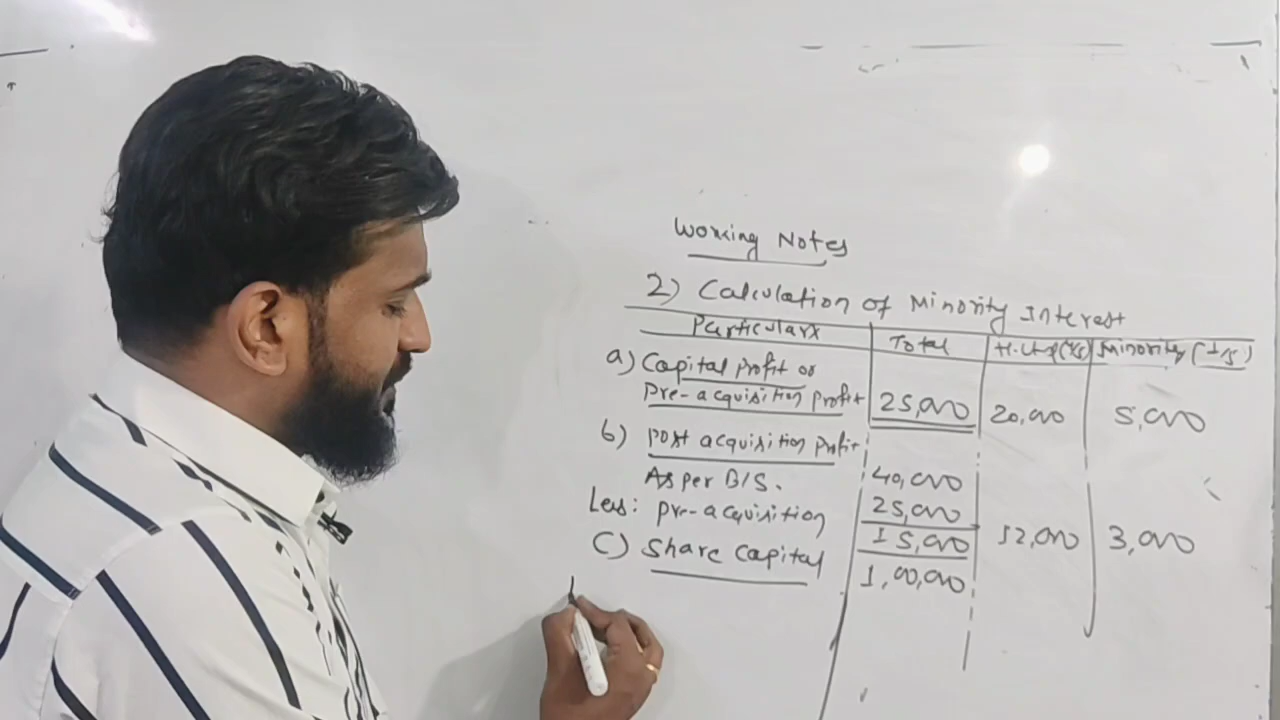 Working Notes
2) Calculation of Minority Interest
Particulars Total H.Ltd (4/5) Minority (1/5)
a) Capital profit or
Pre-acquisition profit 25,000 20,000 5,000
b) Post acquisition profit
As per B/S. 40,000
Less: Pre-acquisition 25,000
15,000 12,000 3,000
C) Share Capital 1,00,000